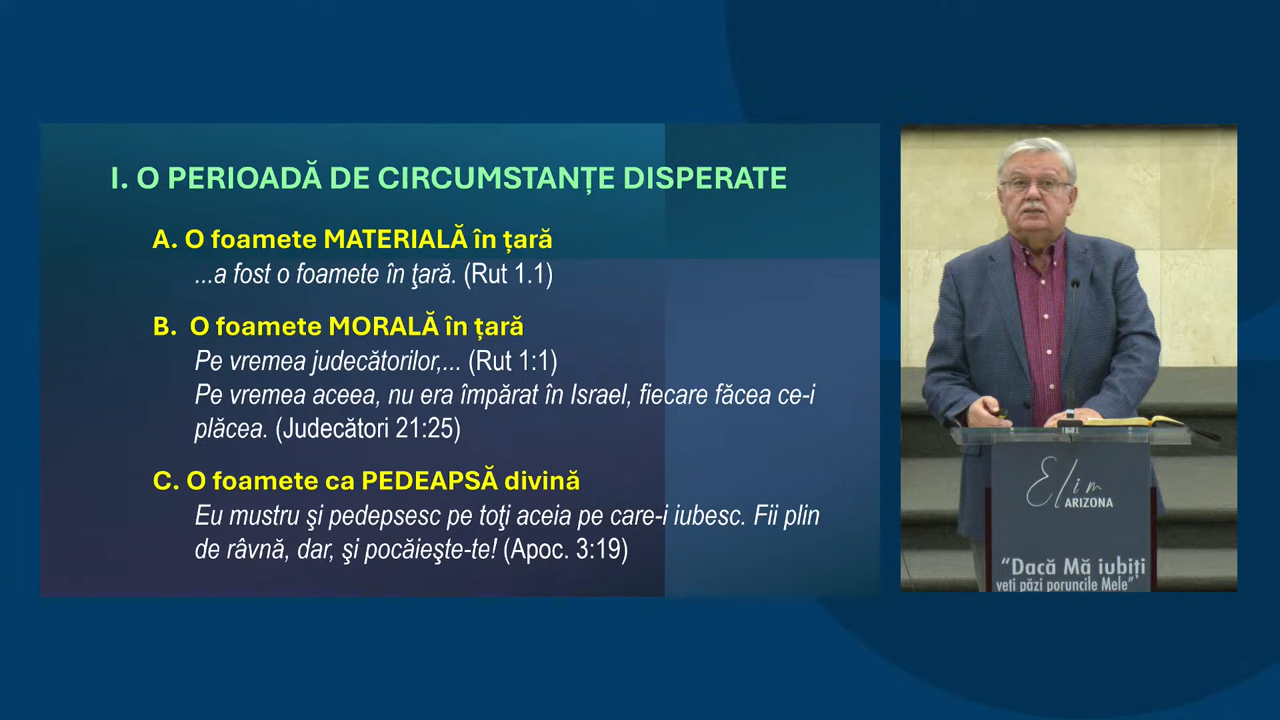 I. O PERIOADĂ DE CIRCUMSTANȚE DISPERATE
A. O foamete MATERIALĂ în țară
...a fost o foamete în ţară. (Rut 1.1)
B. O foamete MORALĂ în țară
Pe vremea judecătorilor,... (Rut 1:1)
Pe vremea aceea, nu era împărat în Israel, fiecare făcea ce-i
plăcea. (Judecători 21:25)
C. O foamete ca PEDEAPSĂ divină
Eu mustru şi pedepsesc pe toţi aceia pe care-i iubesc. Fii plin
de râvnă, dar, şi pocăieşte-te! (Apoc. 3:19)
Elim
ARIZONA
“Dacă Mă iubiți
veți păzi poruncile Mele”